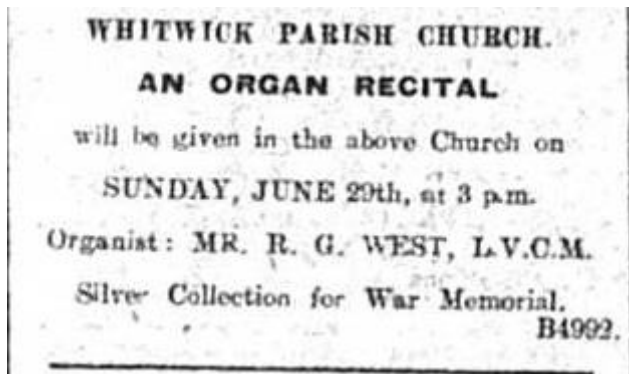 WHITWICK PARISH CHURCH.
AN ORGAN RECITAL
will be given in the above Church on
SUNDAY, JUNE 29th, at 3 p.m.
Organist: MR. R. G. WEST, L.V.C.M.
Silver Collection for War Memorial.
B4992.